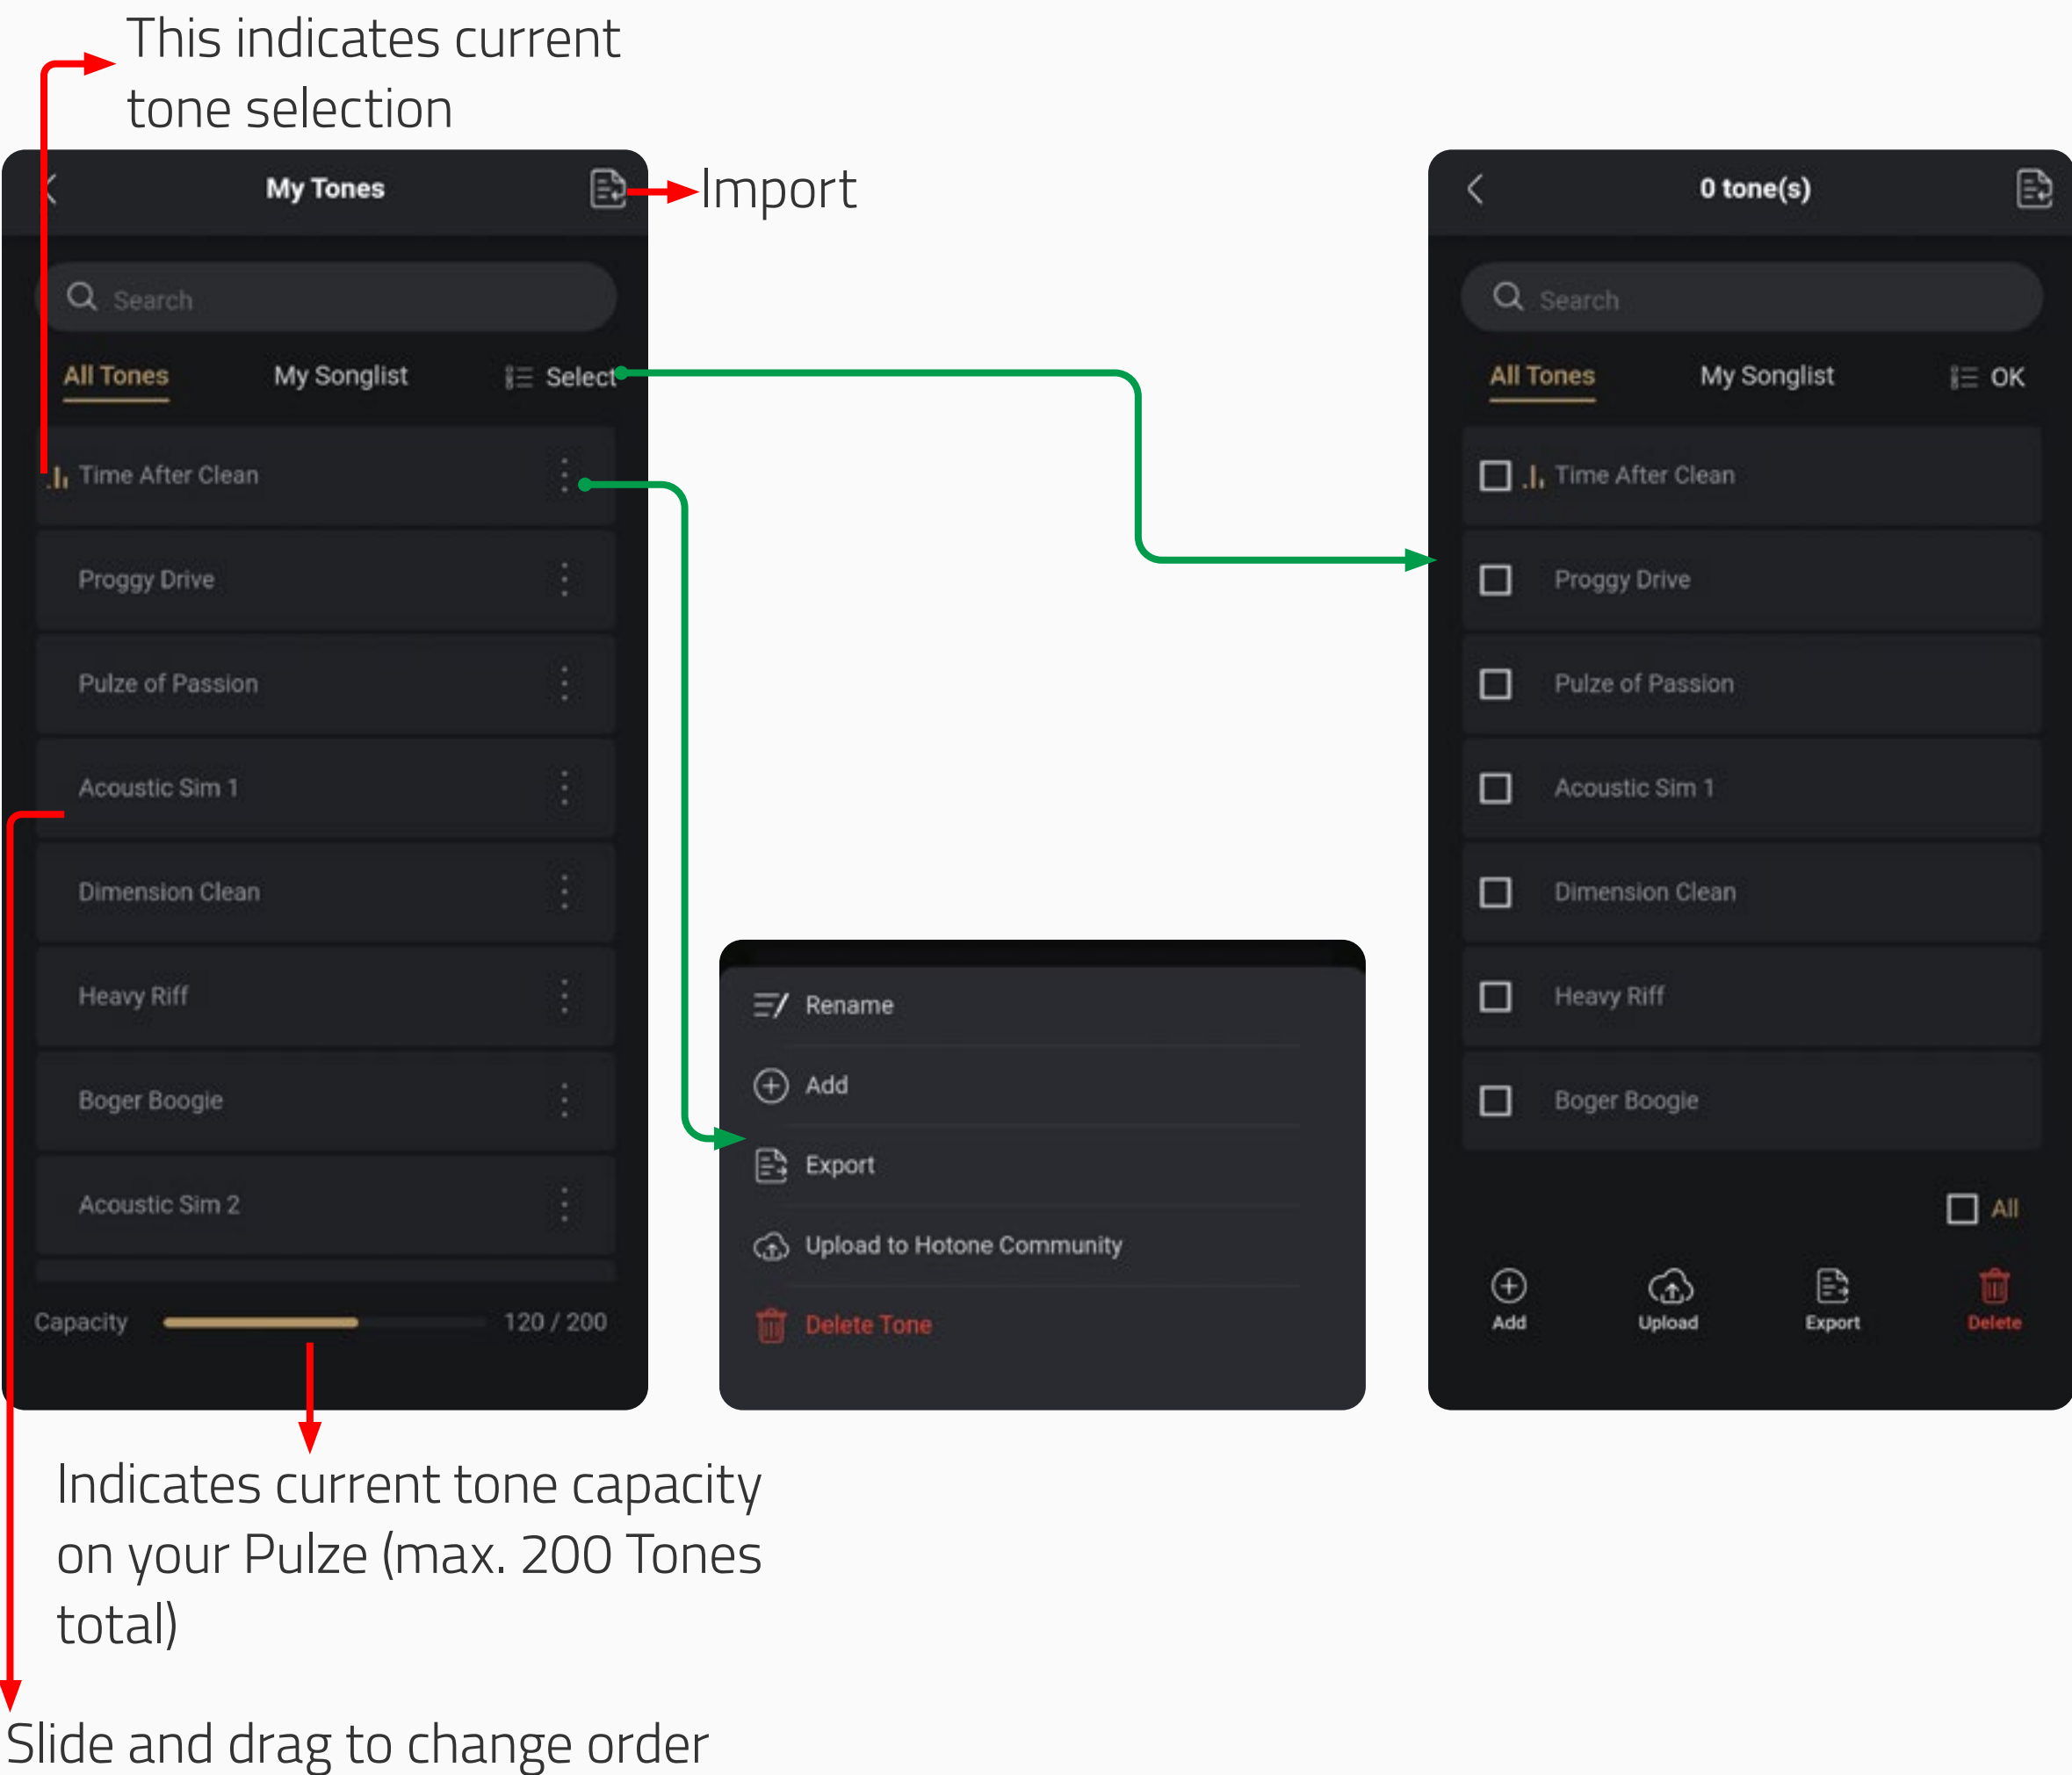 This indicates current
tone selection
My Tones
Import
Search
All Tones My Songlist Select
Time After Clean
Proggy Drive
Pulze of Passion
Acoustic Sim 1
Dimension Clean
Heavy Riff
Boger Boogie
Acoustic Sim 2
Capacity 120 / 200
Indicates current tone capacity
on your Pulze (max. 200 Tones
total)
Slide and drag to change order
Rename
Add
Export
Upload to Hotone Community
Delete Tone
0 tone(s)
Search
All Tones My Songlist OK
Time After Clean
Proggy Drive
Pulze of Passion
Acoustic Sim 1
Dimension Clean
Heavy Riff
Boger Boogie
All
Add Upload Export Delete